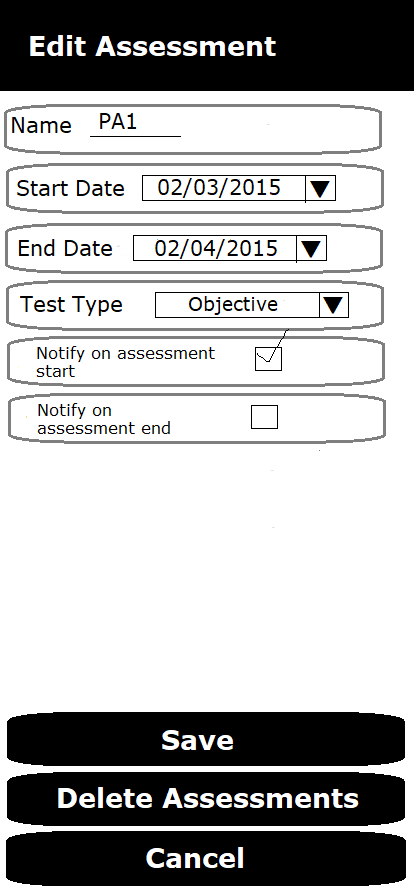 Edit Assessment
Name PA1
Start Date 02/03/2015
End Date 02/04/2015
Test Type Objective
Notify on assessment
start
Notify on
assessment end
Save
Delete Assessments
Cancel